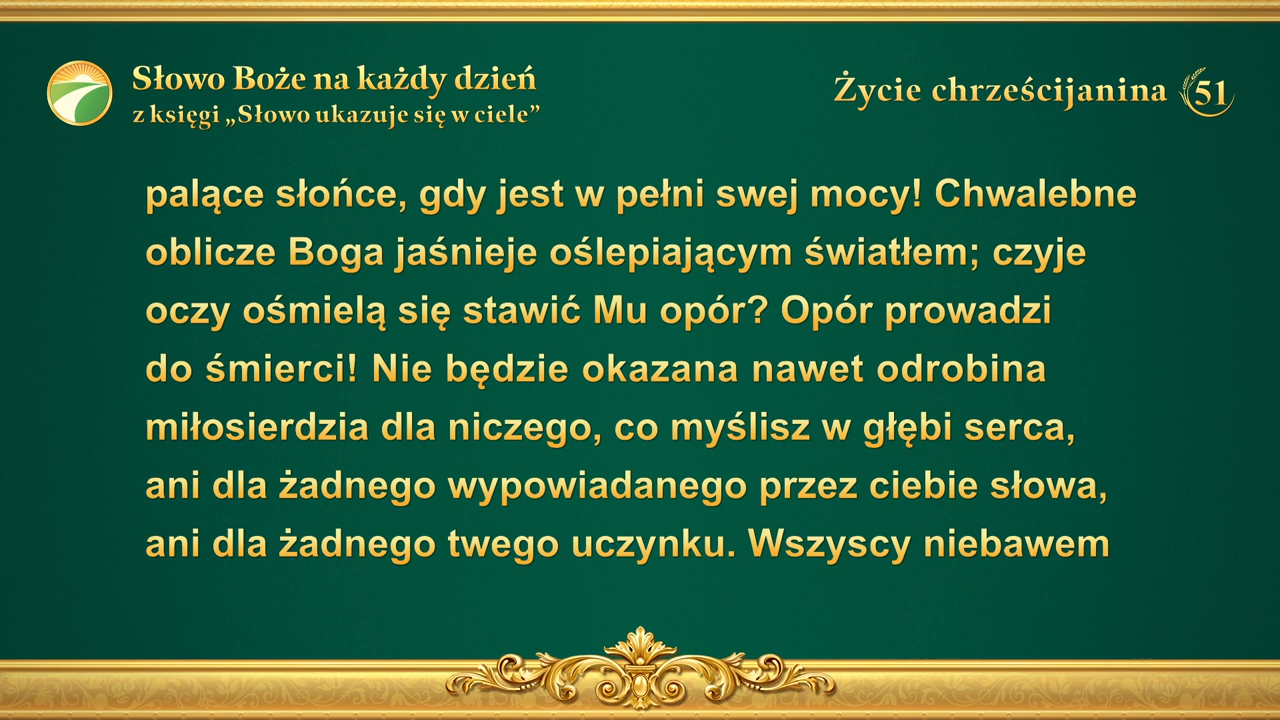 Słowo Boże na każdy dzień
z księgi „Słowo ukazuje się w ciele”
Życie chrześcijanina 51
palące słońce, gdy jest w pełni swej mocy! Chwalebne
oblicze Boga jaśnieje oślepiającym światłem; czyje
oczy ośmielą się stawić Mu opór? Opór prowadzi
do śmierci! Nie będzie okazana nawet odrobina
miłosierdzia dla niczego, co myślisz w głębi serca,
ani dla żadnego wypowiadanego przez ciebie słowa,
ani dla żadnego twego uczynku. Wszyscy niebawem